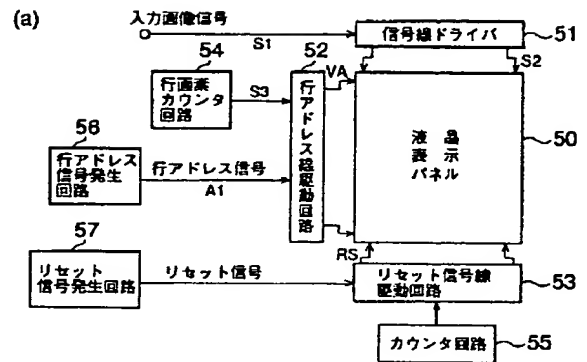 (a)
入力画像信号
S1
信号線ドライバ
51
S2
54
行画素
カウンタ
回路
S3
52
VA
行アドレス線駆動回路
液晶
表示
パネル
50
56
行アドレス
信号発生
回路
行アドレス信号
A1
57
リセット
信号発生回路
リセット信号
RS
リセット信号線
駆動回路
53
カウンタ回路
55